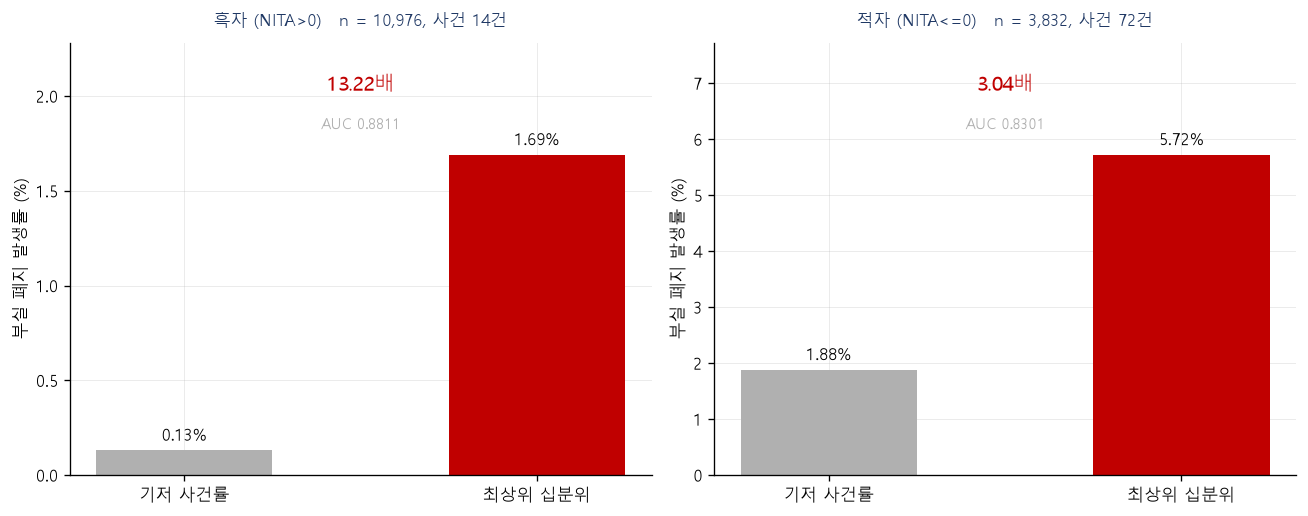 흑자 (NITA>0)   n = 10,976, 사건 14건
13.22배
AUC 0.8811
부실 폐지 발생률 (%)
2.0
1.5
1.0
0.5
0.0
0.13%
1.69%
기저 사건률
최상위 십분위
적자 (NITA<=0)   n = 3,832, 사건 72건
3.04배
AUC 0.8301
부실 폐지 발생률 (%)
7
6
5
4
3
2
1
0
1.88%
5.72%
기저 사건률
최상위 십분위